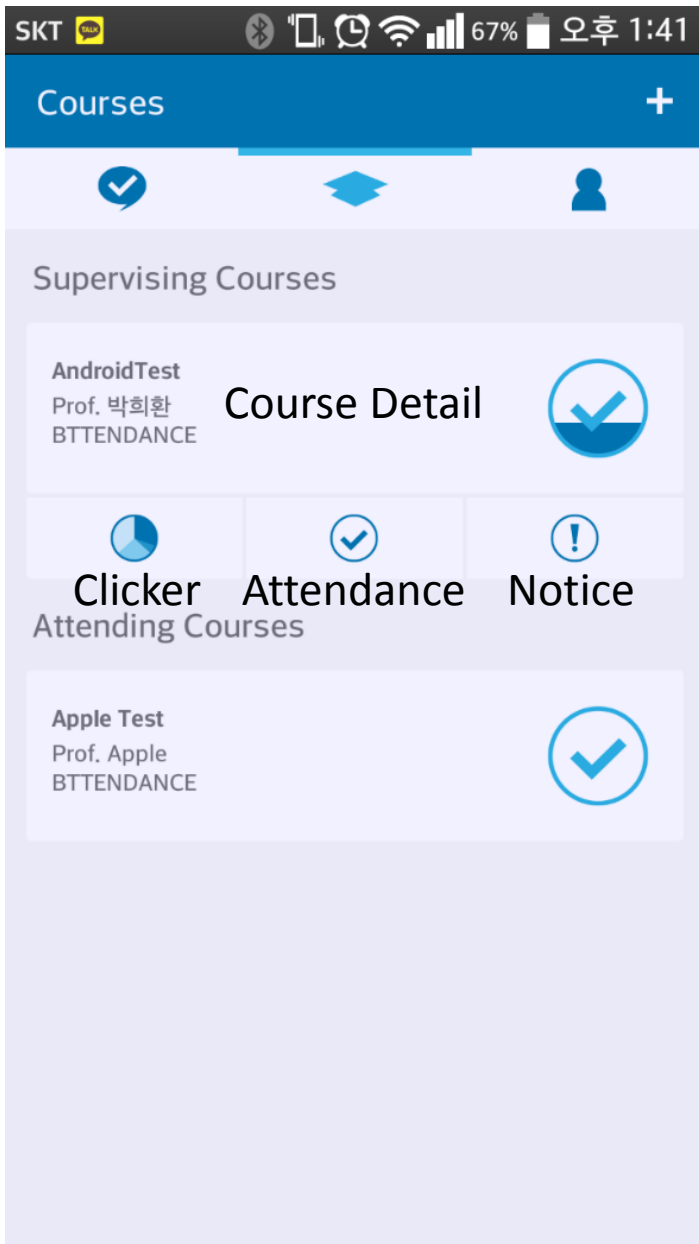 SKT TALK 67% 오후 1:41
Courses +
Supervising Courses
AndroidTest
Prof. 박희환
BTTENDANCE
Course Detail
Clicker Attendance Notice
Attending Courses
Apple Test
Prof. Apple
BTTENDANCE